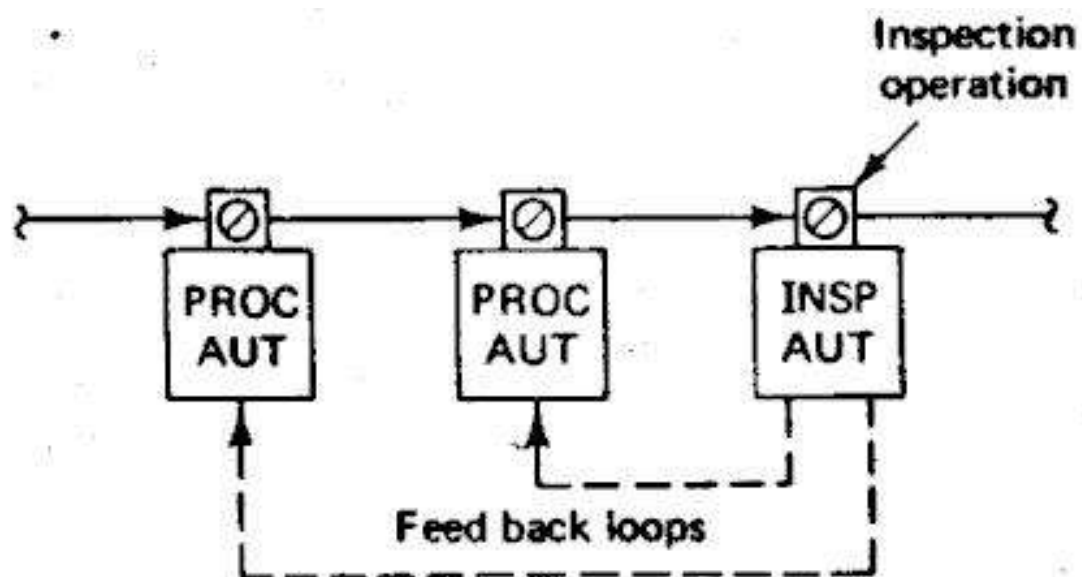 Inspection
operation
PROC
AUT
PROC
AUT
INSP
AUT
Feed back loops